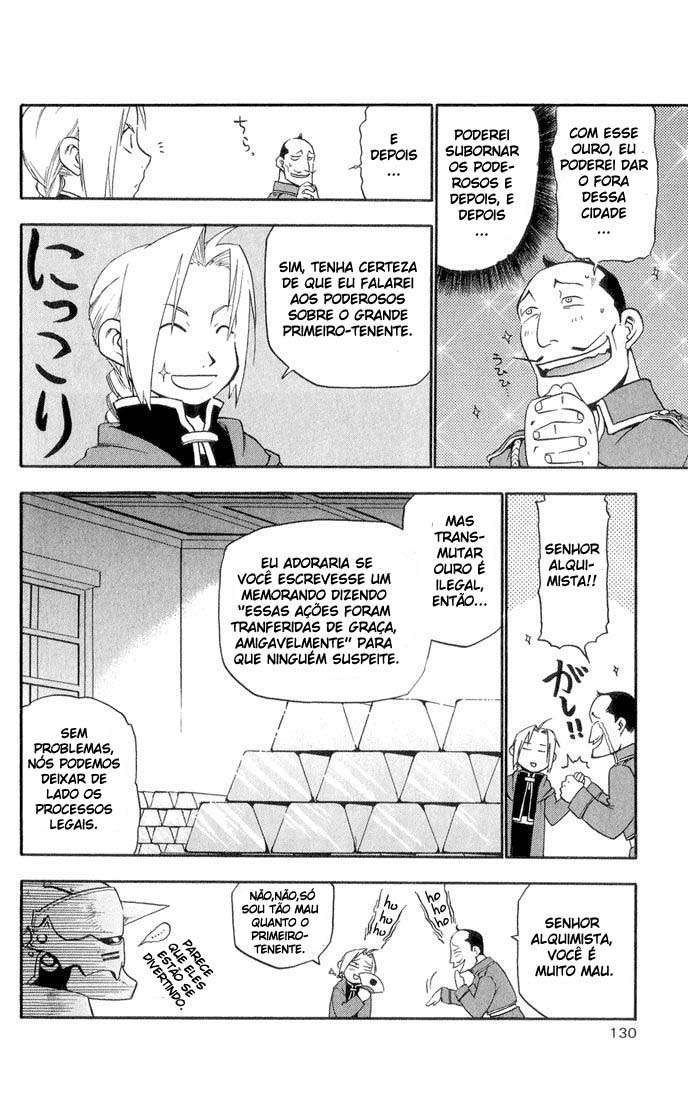 COM ESSE
OURO, EU
PODEREI DAR
O FORA
DESSA
CIDADE
...
PODEREI
SUBORNAR
OS PODE-
ROSOS E
DEPOIS, E
DEPOIS
...
うひひ...
E
DEPOIS
...
ちら。
SIM, TENHA CERTEZA
DE QUE EU FALAREI
AOS PODEROSOS
SOBRE O GRANDE
PRIMEIRO-TENENTE.
にっこり
SENHOR
ALQUI-
MISTA!!
がし!!
MAS
TRANS-
MUTAR
OURO É
ILEGAL,
ENTÃO...
EU ADORARIA SE
VOCÊ ESCREVESSE UM
MEMORANDO DIZENDO
"ESSAS AÇÕES FORAM
TRANFERIDAS DE GRAÇA,
AMIGAVELMENTE" PARA
QUE NINGUÉM SUSPEITE.
SEM
PROBLEMAS,
NÓS PODEMOS
DEIXAR DE
LADO OS
PROCESSOS
LEGAIS.
SENHOR
ALQUIMISTA,
VOCÊ É
MUITO MAU.
HO
HO
HO
HO
HO
HO
NÃO,NÃO,SÓ
SOU TÃO MAU
QUANTO O
PRIMEIRO-
TENENTE.
PARECE
QUE ELES
ESTÃO SE
DIVERTINDO.
130